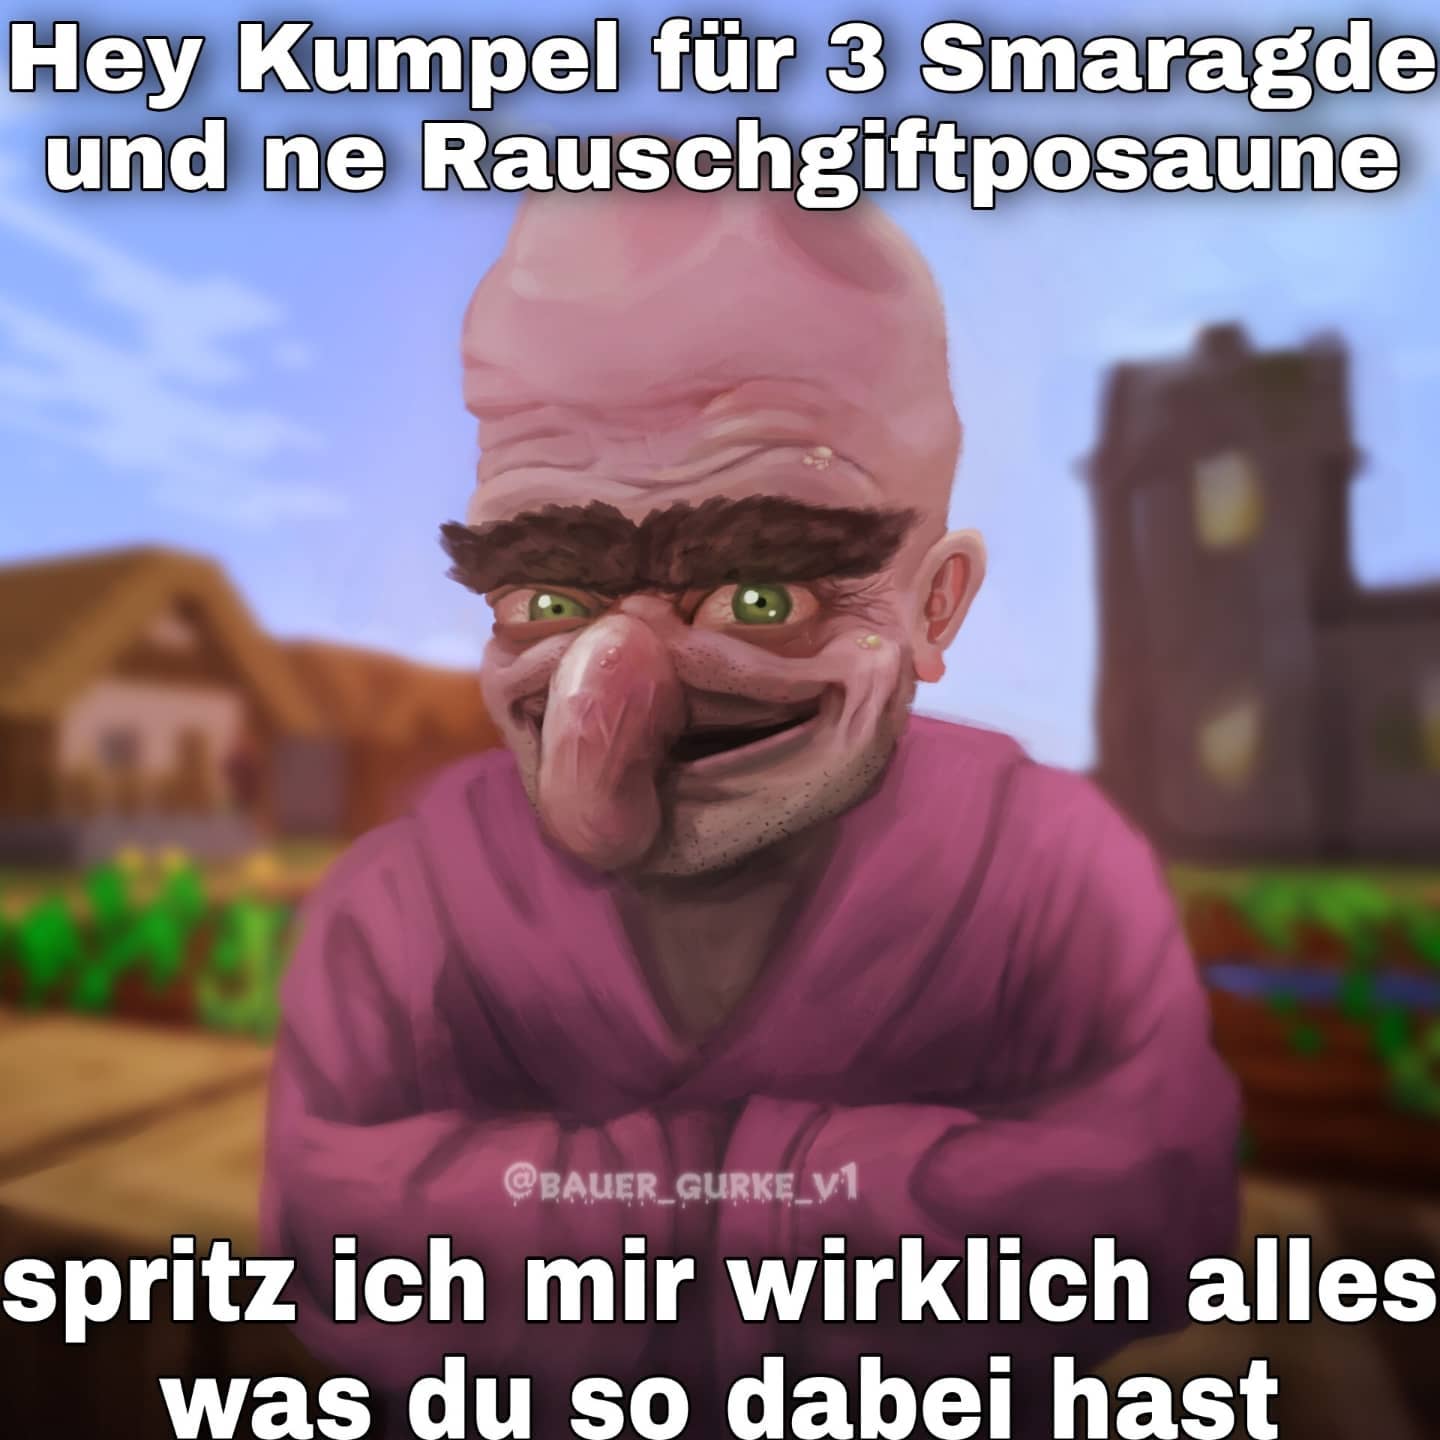 Hey Kumpel für 3 Smaragde
und ne Rauschgiftposaune
@BAUER_GURKE_V1
spritz ich mir wirklich alles
was du so dabei hast